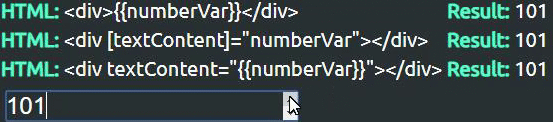 HTML: <div>{{numberVar}}</div> Result: 101
HTML: <div [textContent]="numberVar"></div> Result: 101
HTML: <div textContent="{{numberVar}}"></div> Result: 101
101